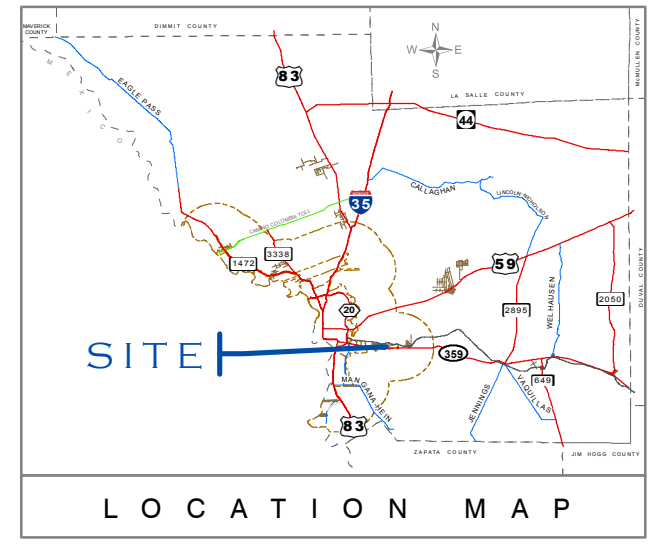 MAVERICK
COUNTY
DIMMIT COUNTY
McMULLEN COUNTY
N
W E
S
MEXICO
EAGLE PASS
83
LA SALLE COUNTY
44
CALLAGHAN
LINCOLN-NICHOLSON
35
CAMINO COLOMBIA TOLL
3338
1472
59
DUVAL COUNTY
2050
WELHAUSEN
2895
20
SITE
359
MANGANA-HEIN
649
JENNINGS
VAQUILLAS
83
ZAPATA COUNTY
JIM HOGG COUNTY
LOCATION MAP